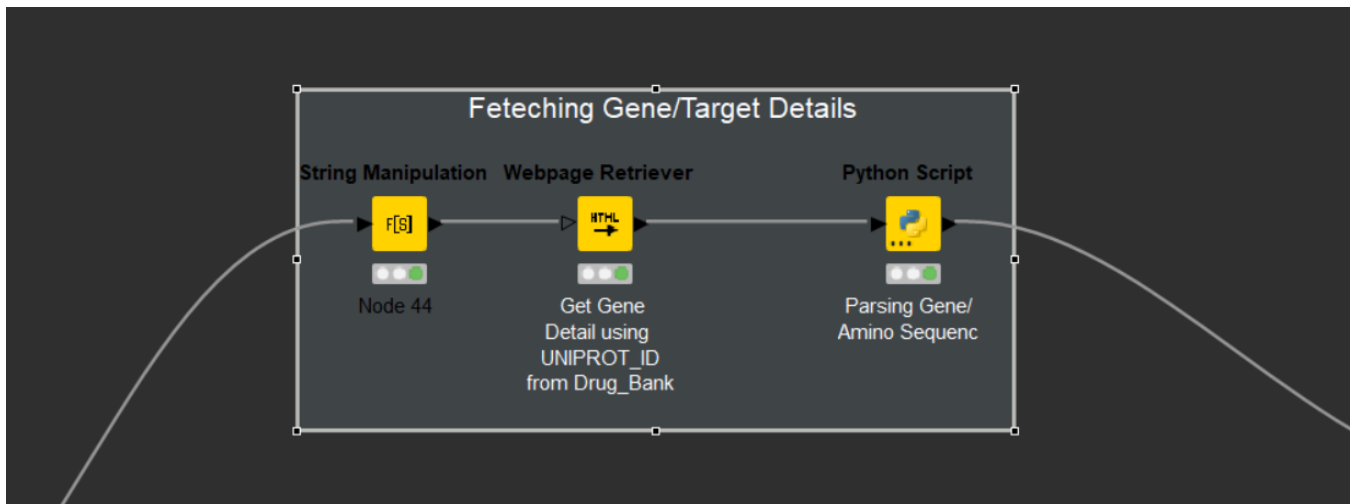 Feteching Gene/Target Details
String Manipulation
Webpage Retriever
Python Script
F[S]
HTML
Node 44
Get Gene
Detail using
UNIPROT_ID
from Drug_Bank
Parsing Gene/
Amino Sequenc